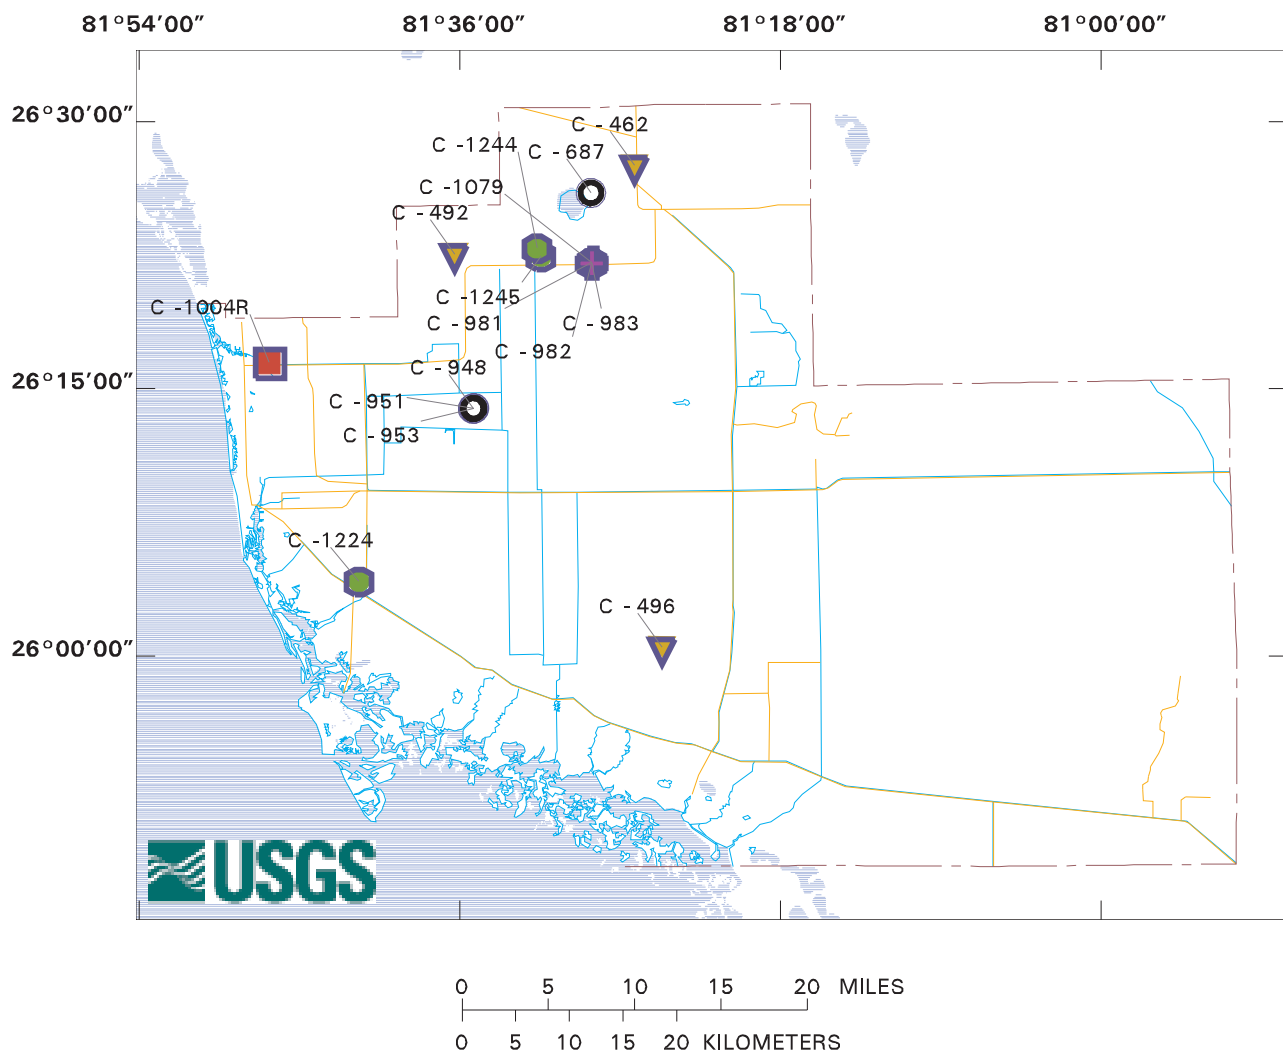 81°54’00” 81°36’00” 81°18’00” 81°00’00”
26°30’00”
C - 462
C -1244
C - 687
C -1079
C - 492
C -1245
C -1004R
C - 981
C - 983
C - 982
26°15’00”
C - 948
C - 951
C - 953
C -1224
C - 496
26°00’00”
USGS
0 5 10 15 20 MILES
0 5 10 15 20 KILOMETERS